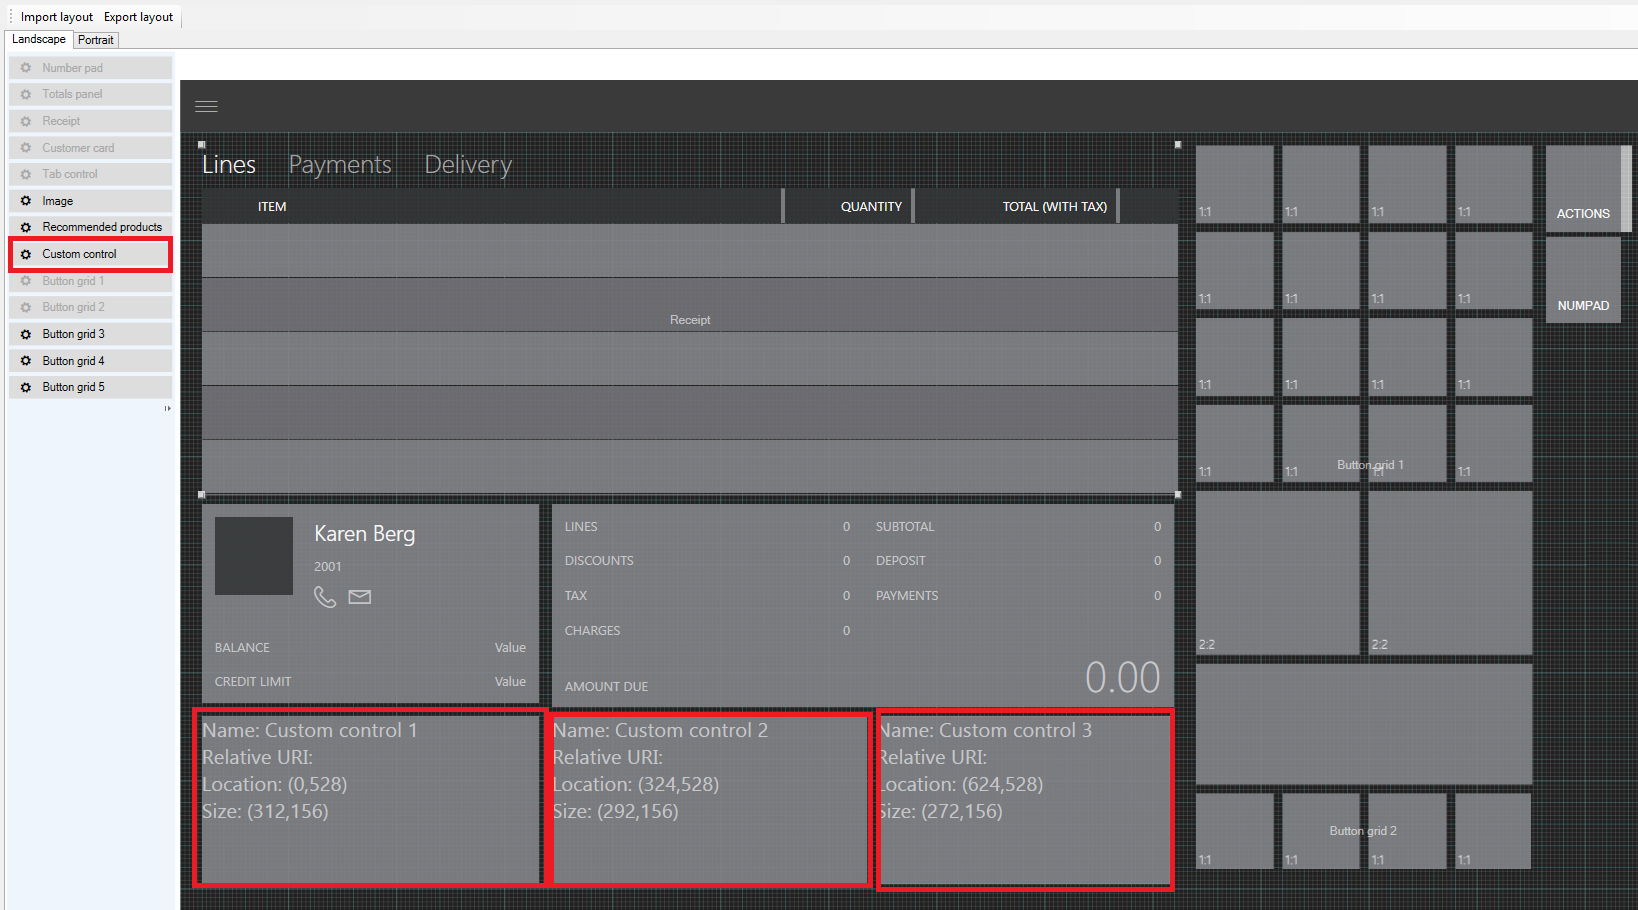 Import layout Export layout
Landscape Portrait
Number pad
Totals panel
Receipt
Customer card
Tab control
Image
Recommended products
Custom control
Button grid 1
Button grid 2
Button grid 3
Button grid 4
Button grid 5
Lines Payments Delivery
ITEM QUANTITY TOTAL (WITH TAX)
Receipt
Karen Berg
2001
BALANCE Value
CREDIT LIMIT Value
LINES 0 SUBTOTAL 0
DISCOUNTS 0 DEPOSIT 0
TAX 0 PAYMENTS 0
CHARGES 0
AMOUNT DUE 0.00
Name: Custom control 1
Relative URI:
Location: (0,528)
Size: (312,156)
Name: Custom control 2
Relative URI:
Location: (324,528)
Size: (292,156)
Name: Custom control 3
Relative URI:
Location: (624,528)
Size: (272,156)
1:1 1:1 1:1 1:1
1:1 1:1 1:1 1:1
1:1 1:1 1:1 1:1
Button grid 1
1:1 1:1 1:1 1:1
2:2 2:2
Button grid 2
1:1 1:1 1:1 1:1
ACTIONS
NUMPAD